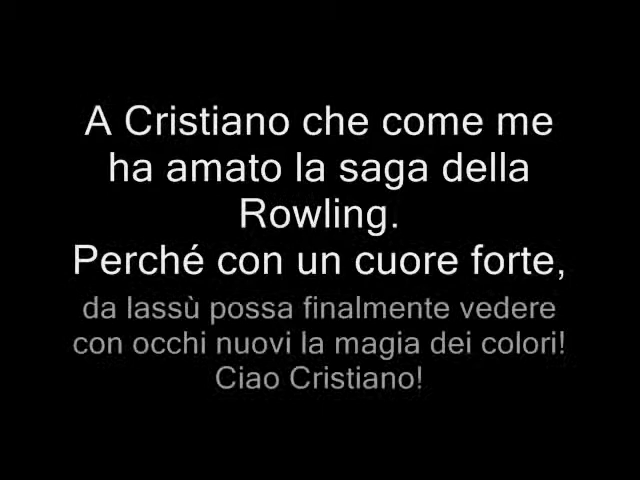 A Cristiano che come me
ha amato la saga della
Rowling.
Perché con un cuore forte,
da lassù possa finalmente vedere
con occhi nuovi la magia dei colori!
Ciao Cristiano!